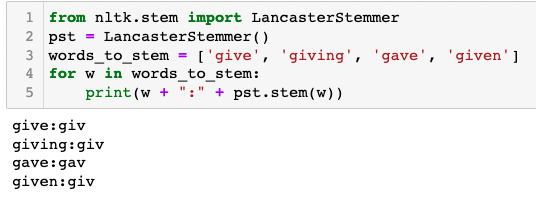 1 from nltk.stem import LancasterStemmer
2 pst = LancasterStemmer()
3 words_to_stem = ['give', 'giving', 'gave', 'given']
4 for w in words_to_stem:
5     print(w + ":" + pst.stem(w))
give:giv
giving:giv
gave:gav
given:giv